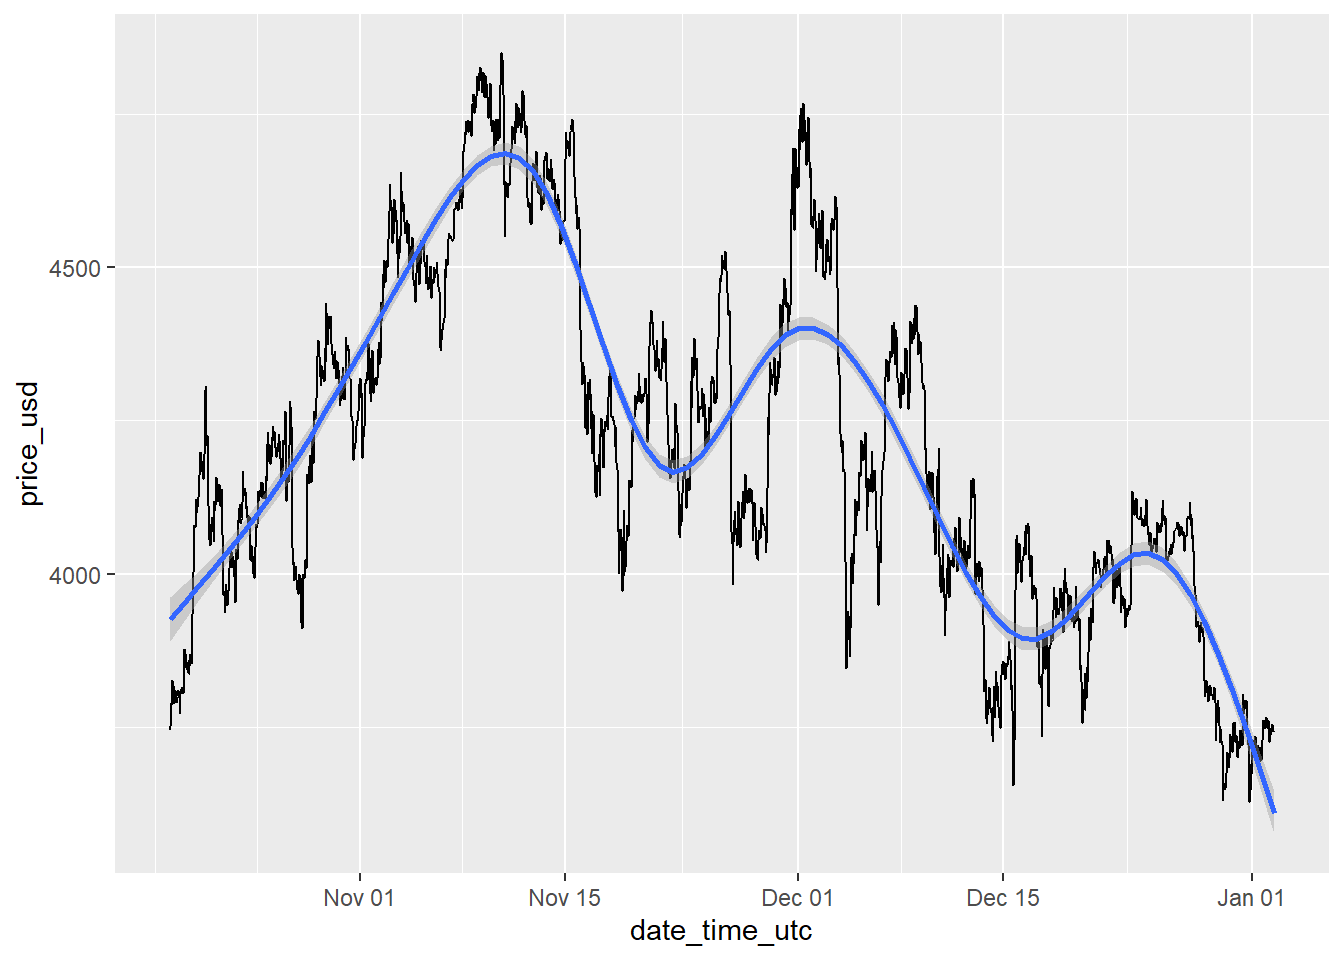 price_usd
4500
4000
Nov 01
Nov 15
Dec 01
Dec 15
Jan 01
date_time_utc